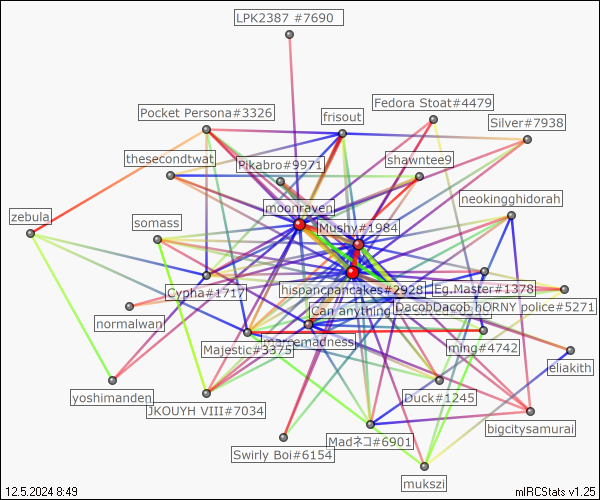 LPK2387 #7690
Fedora Stoat#4479
Pocket Persona#3326
frisout
Silver#7938
thesecondtwat
Pikabro#9971
shawntee9
neokingghidorah
moonraven
zebula
somass
Mushy#1984
Cypha#1717
hispancpancakes#2928
Eg.Master#1378
normalwan
Can anything
DacobDacob
hORNY police#5271
marcemadness
Majestic#3375
ming#4742
eliakith
yoshimanden
JKOUYH VIII#7034
Duck#1245
bigcitysamurai
Swirly Boi#6154
Madネコ#6901
mukszi
12.5.2024 8:49
mIRCStats v1.25